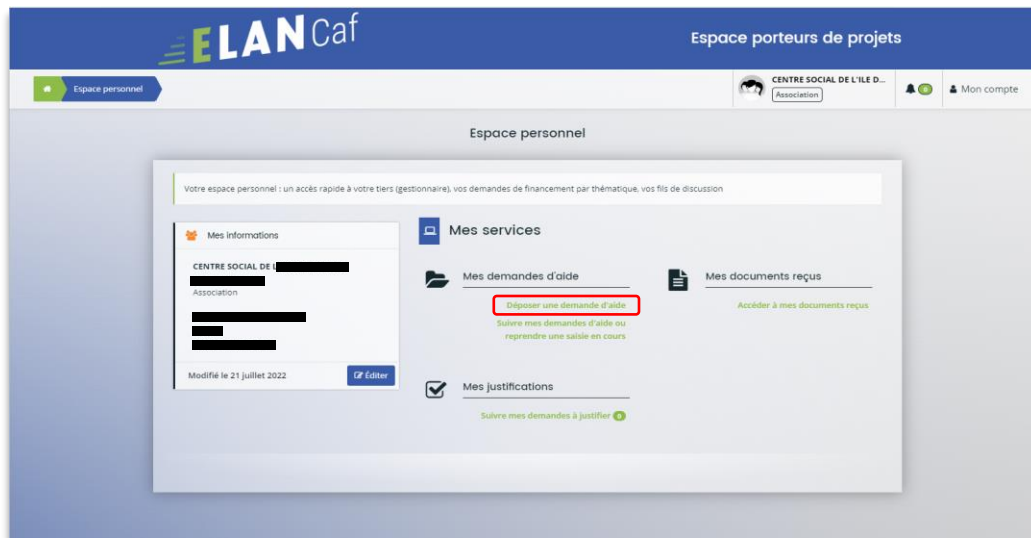 ELAN Caf
Espace porteurs de projets
Espace personnel
CENTRE SOCIAL DE L'ILE D...
Association
0
Mon compte
Espace personnel
Votre espace personnel : un accès rapide à votre tiers (gestionnaire), vos demandes de financement par thématique, vos fils de discussion
Mes informations
CENTRE SOCIAL DE L
Association
Modifié le 21 juillet 2022
Éditer
Mes services
Mes demandes d'aide
Déposer une demande d'aide
Suivre mes demandes d'aide ou
reprendre une saisie en cours
Mes documents reçus
Accéder à mes documents reçus
Mes justifications
Suivre mes demandes à justifier 0